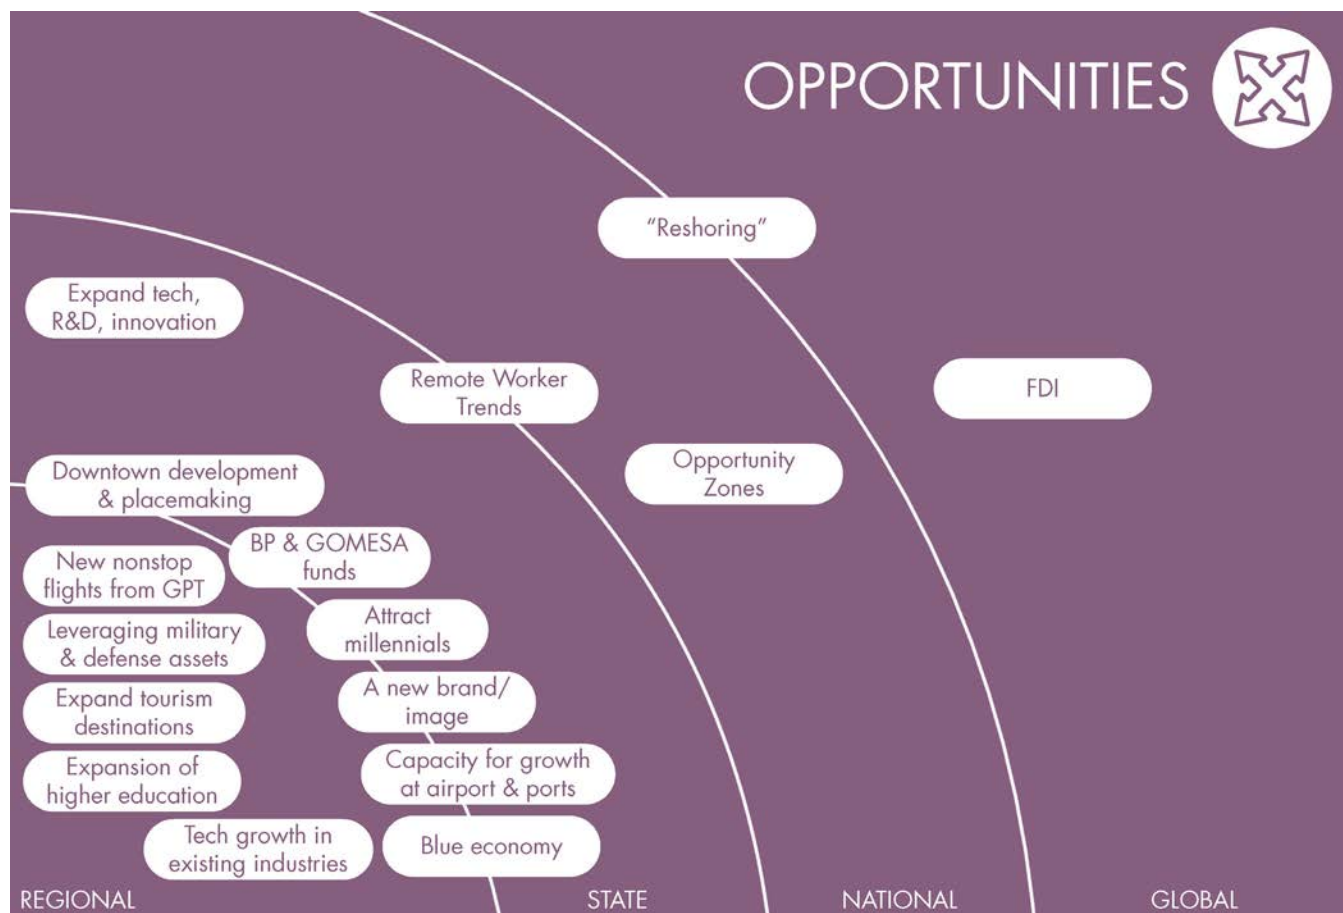 OPPORTUNITIES
"Reshoring"
Expand tech,
R&D, innovation
Remote Worker
Trends
FDI
Opportunity
Zones
Downtown development
& placemaking
BP & GOMESA
funds
New nonstop
flights from GPT
Attract
millennials
Leveraging military
& defense assets
A new brand/
image
Expand tourism
destinations
Capacity for growth
at airport & ports
Expansion of
higher education
Tech growth in
existing industries
Blue economy
REGIONAL
STATE
NATIONAL
GLOBAL